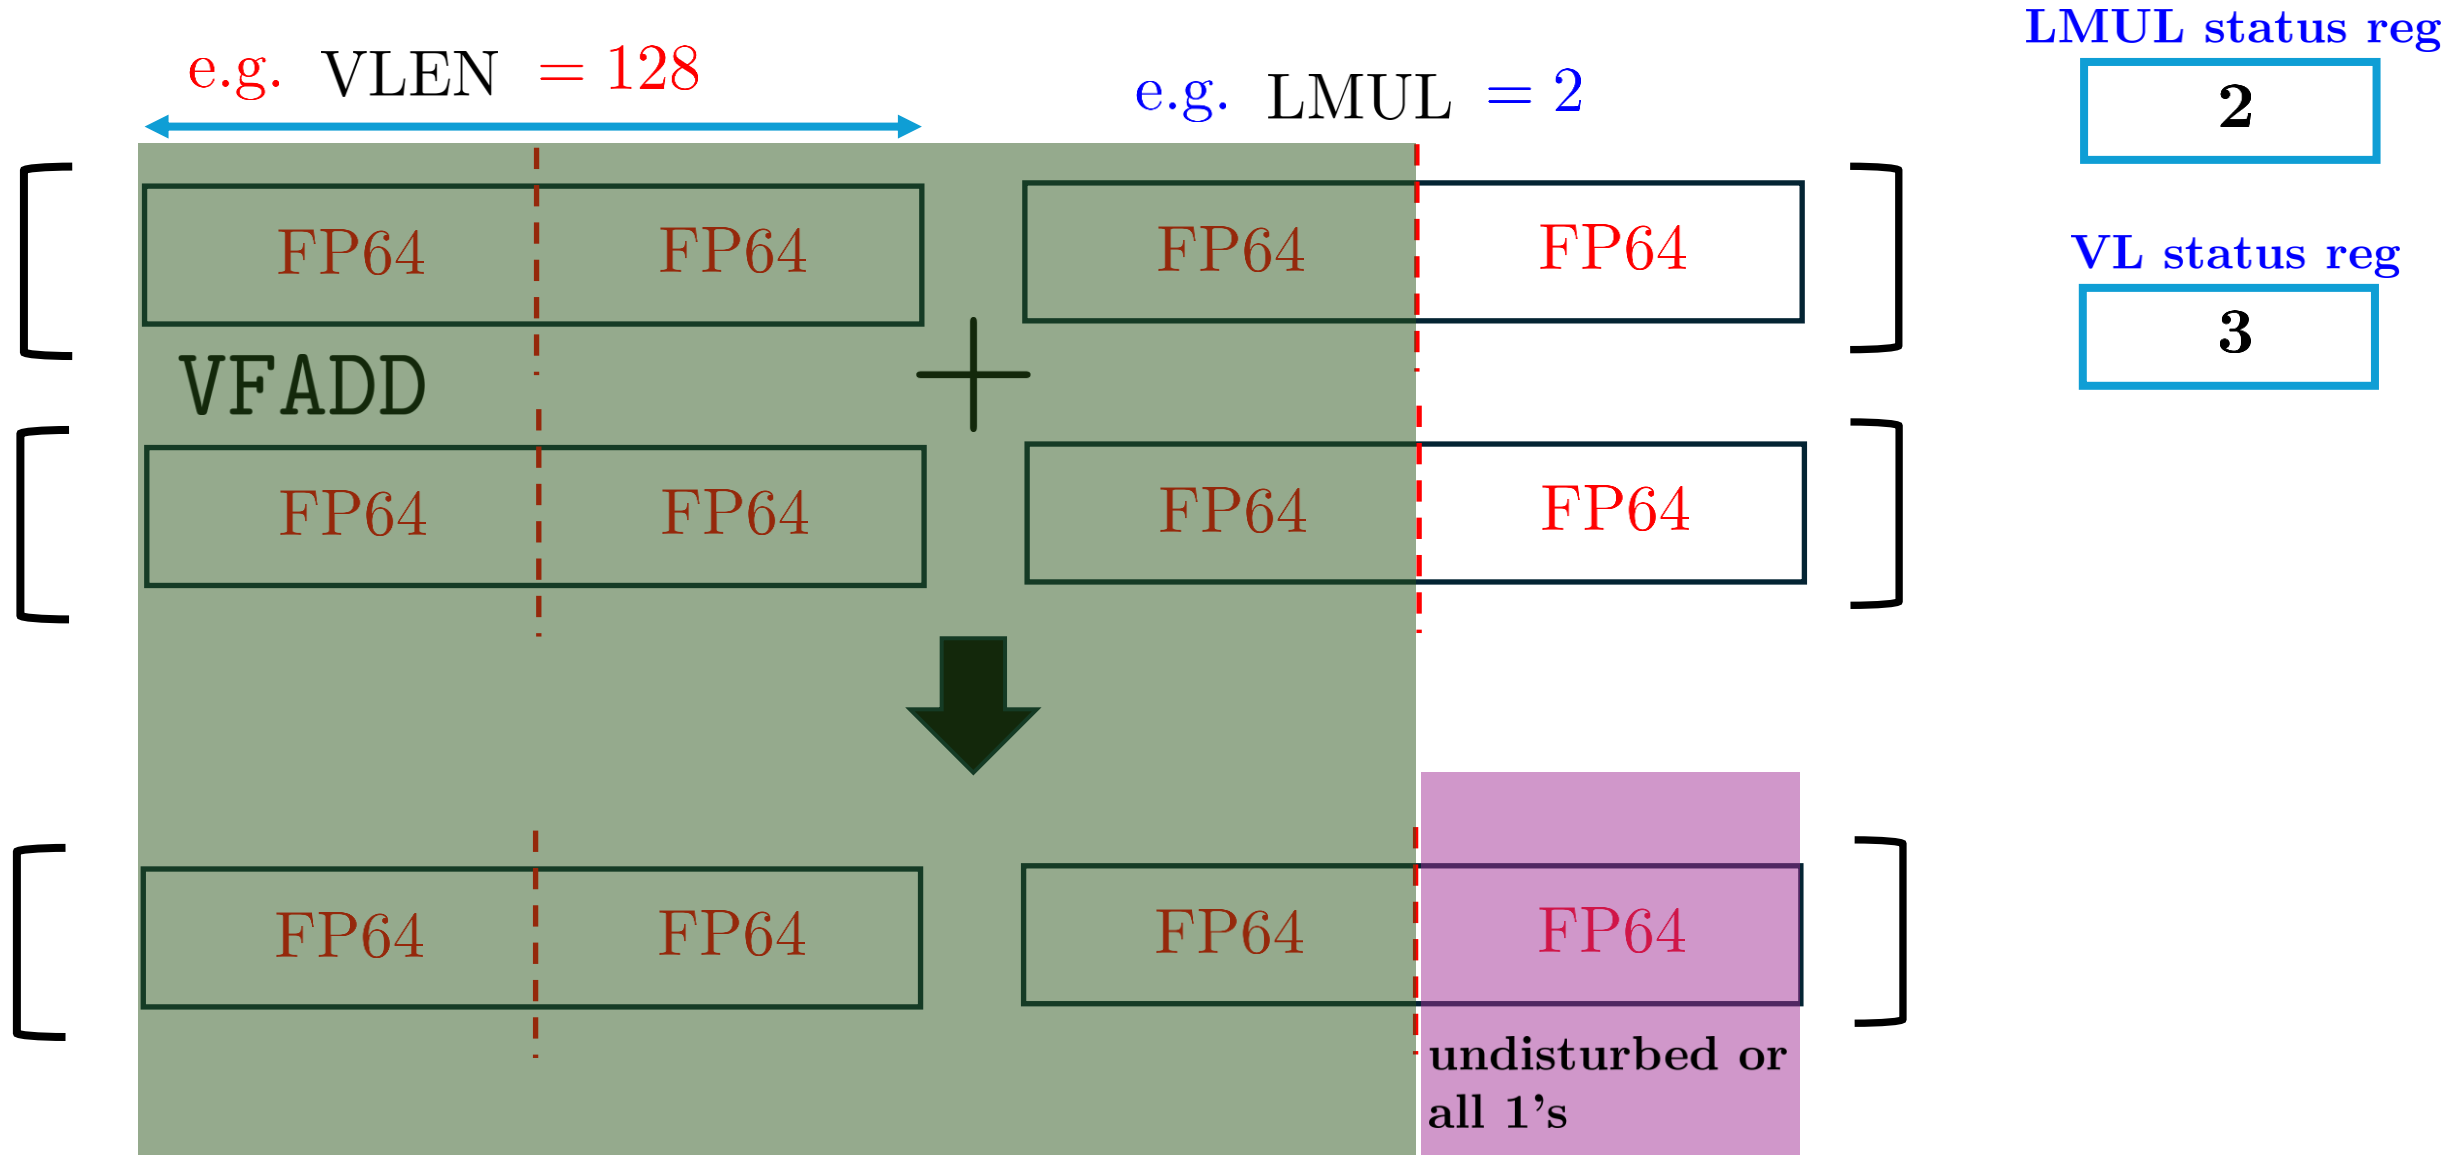 e.g. VLEN = 128
e.g. LMUL = 2
LMUL status reg
2
VL status reg
3
FP64 FP64 FP64 FP64
VFADD +
FP64 FP64 FP64 FP64
FP64 FP64 FP64 FP64
undisturbed or
all 1's